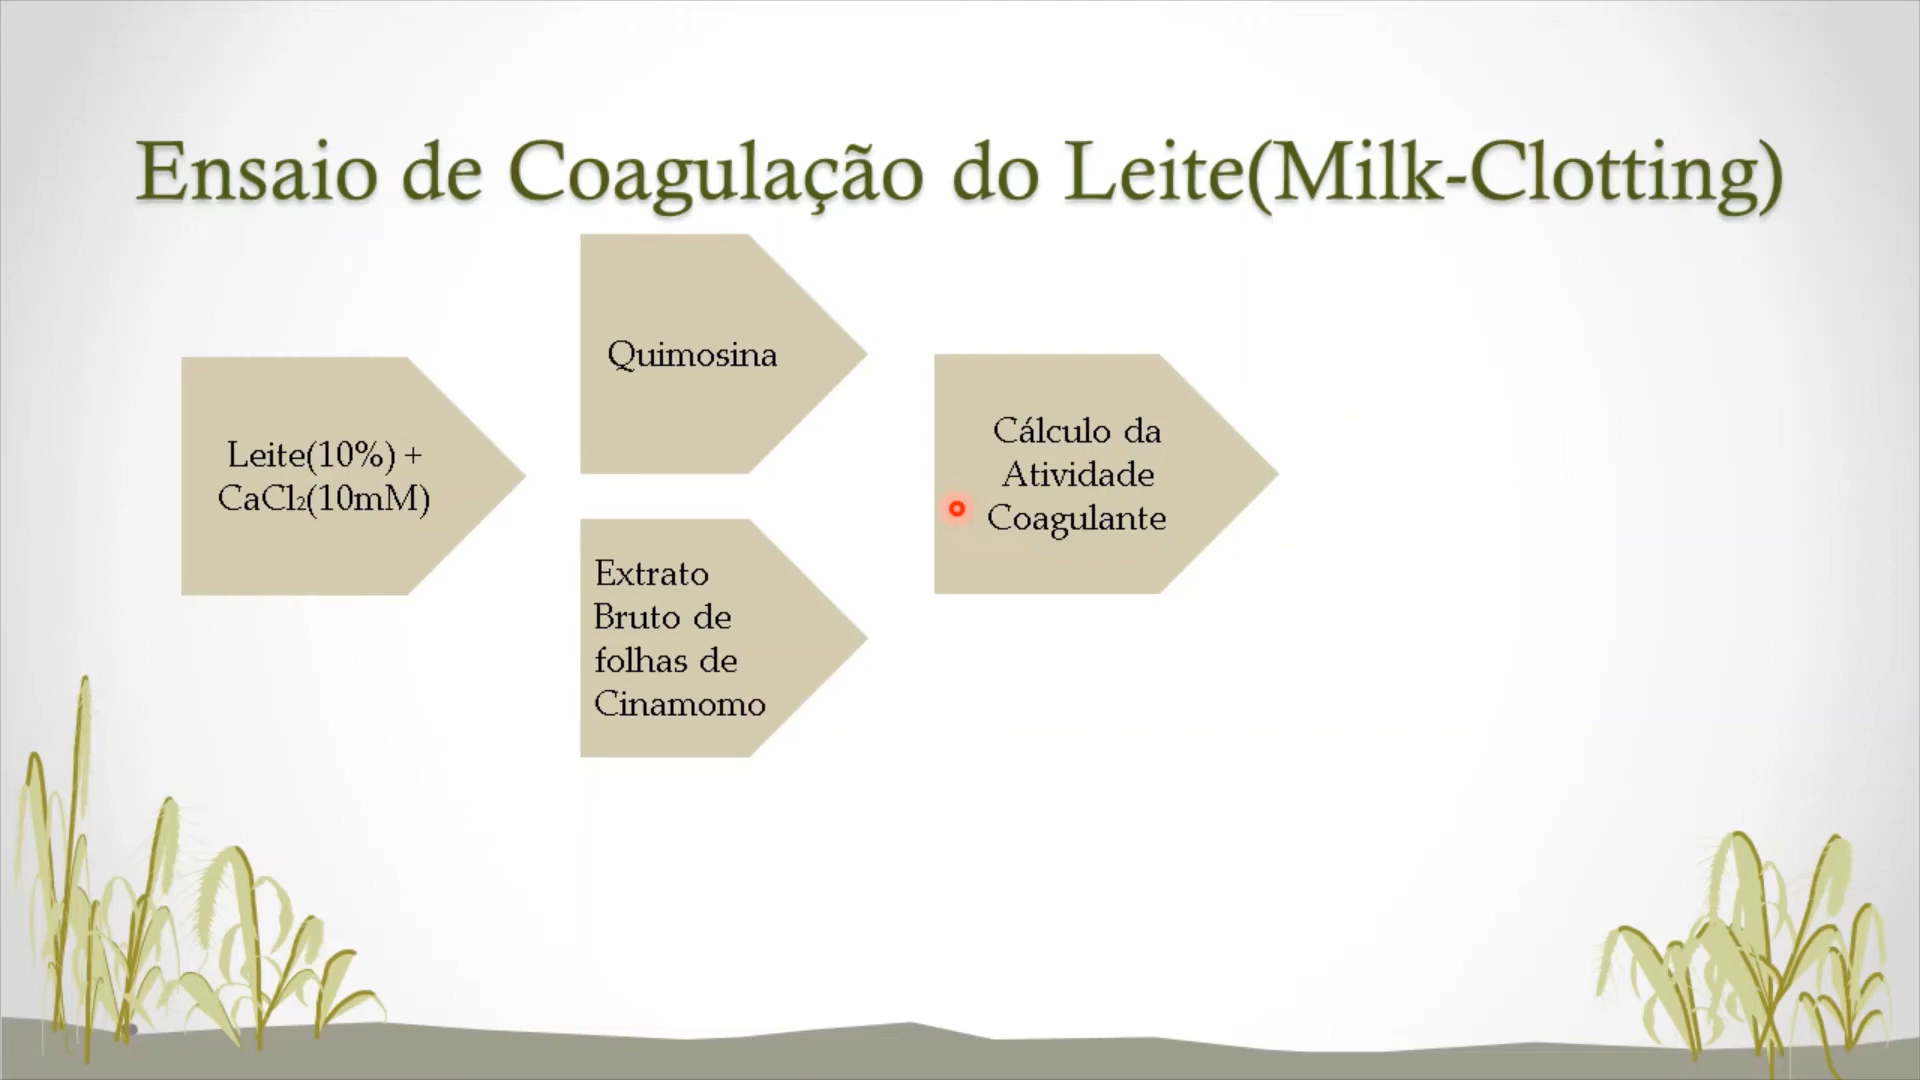 Ensaio de Coagulação do Leite(Milk-Clotting)
Leite(10%) +
CaCl₂(10mM)
Quimosina
Extrato
Bruto de
folhas de
Cinamomo
Cálculo da
Atividade
Coagulante